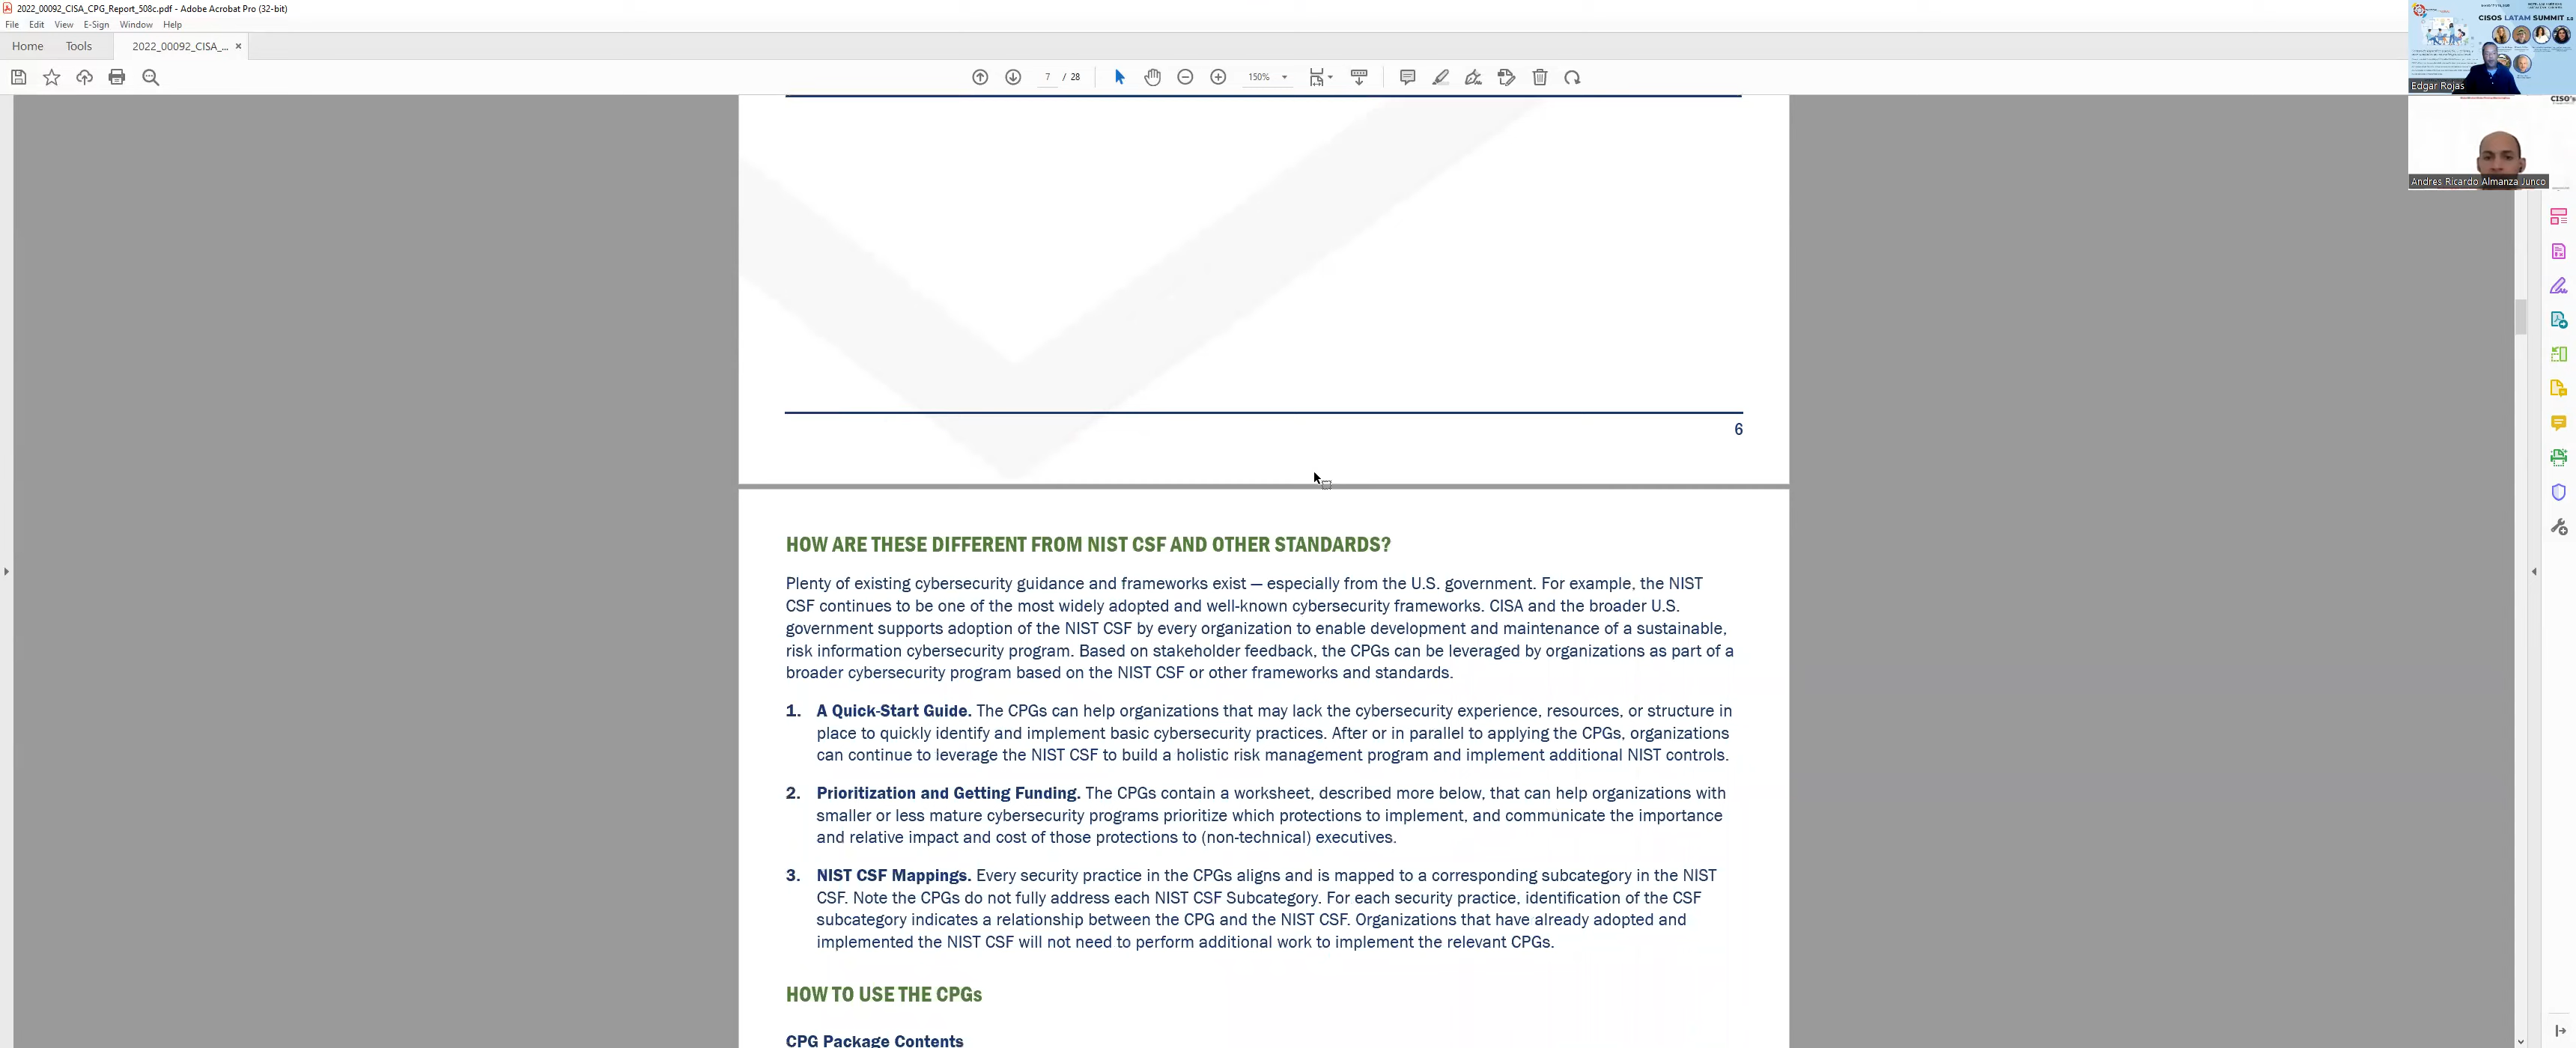 2022_00092_CISA_CPG_Report_508c.pdf - Adobe Acrobat Pro (32-bit)
File Edit View E-Sign Window Help
Home Tools 2022_00092_CISA_... ×
7 / 28 150%
CISOS LATAM SUMMIT
Edgar Rojas
CISO's
Andres Ricardo Almanza Junco
6
HOW ARE THESE DIFFERENT FROM NIST CSF AND OTHER STANDARDS?
Plenty of existing cybersecurity guidance and frameworks exist — especially from the U.S. government. For example, the NIST
CSF continues to be one of the most widely adopted and well-known cybersecurity frameworks. CISA and the broader U.S.
government supports adoption of the NIST CSF by every organization to enable development and maintenance of a sustainable,
risk information cybersecurity program. Based on stakeholder feedback, the CPGs can be leveraged by organizations as part of a
broader cybersecurity program based on the NIST CSF or other frameworks and standards.
1. A Quick-Start Guide. The CPGs can help organizations that may lack the cybersecurity experience, resources, or structure in
place to quickly identify and implement basic cybersecurity practices. After or in parallel to applying the CPGs, organizations
can continue to leverage the NIST CSF to build a holistic risk management program and implement additional NIST controls.
2. Prioritization and Getting Funding. The CPGs contain a worksheet, described more below, that can help organizations with
smaller or less mature cybersecurity programs prioritize which protections to implement, and communicate the importance
and relative impact and cost of those protections to (non-technical) executives.
3. NIST CSF Mappings. Every security practice in the CPGs aligns and is mapped to a corresponding subcategory in the NIST
CSF. Note the CPGs do not fully address each NIST CSF Subcategory. For each security practice, identification of the CSF
subcategory indicates a relationship between the CPG and the NIST CSF. Organizations that have already adopted and
implemented the NIST CSF will not need to perform additional work to implement the relevant CPGs.
HOW TO USE THE CPGs
CPG Package Contents